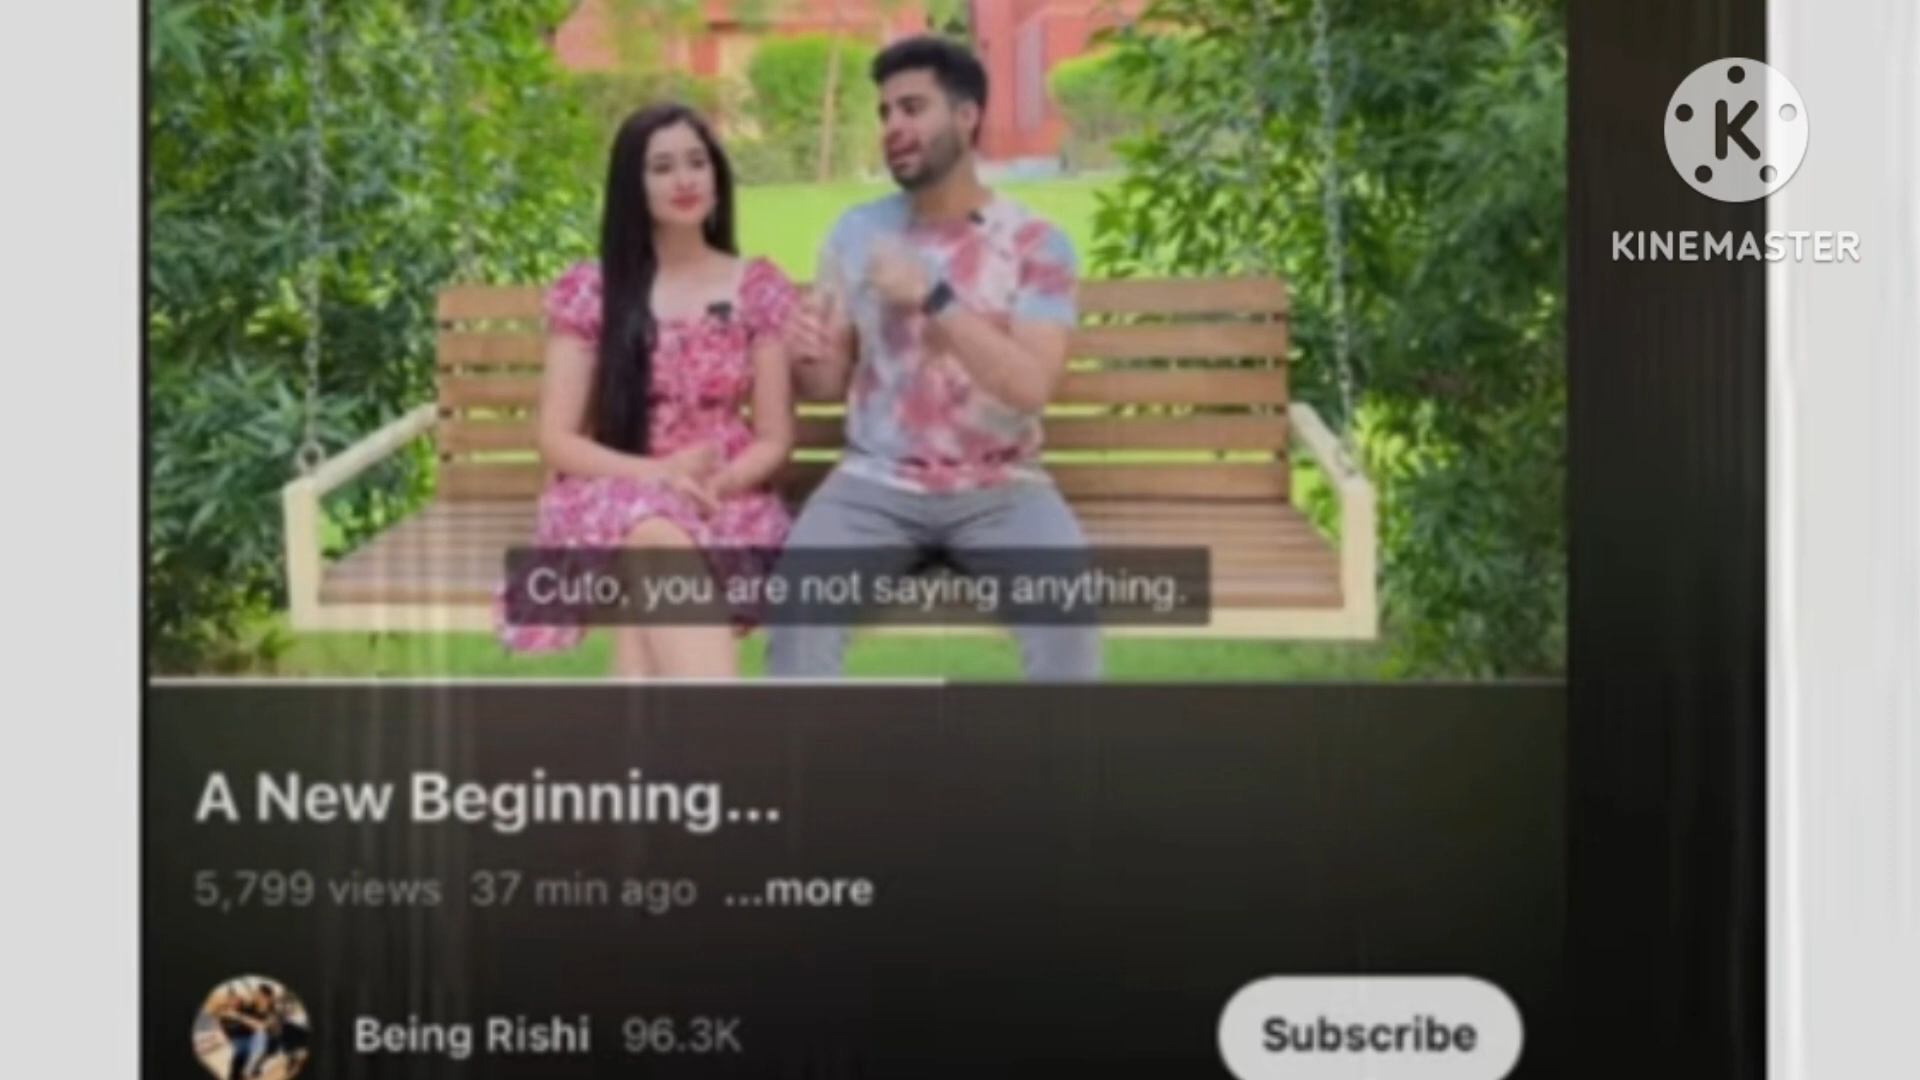 K
KINEMASTER
Cuto, you are not saying anything.
A New Beginning...
5,799 views 37 min ago ...more
Being Rishi 96.3K
Subscribe